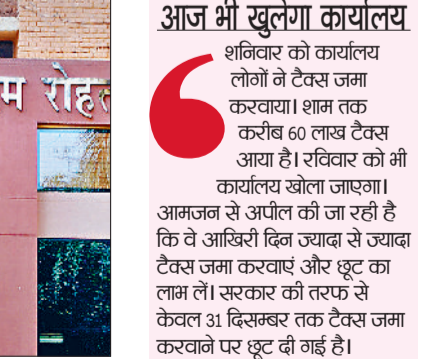 म रोहत
आज भी खुलेगा कार्यालय
शनिवार को कार्यालय
लोगों ने टैक्स जमा
करवाया। शाम तक
करीब 60 लाख टैक्स
आया है। रविवार को भी
कार्यालय खोला जाएगा।
आमजन से अपील की जा रही है
कि वे आखिरी दिन ज्यादा से ज्यादा
टैक्स जमा करवाएं और छूट का
लाभ लें। सरकार की तरफ से
केवल 31 दिसम्बर तक टैक्स जमा
करवाने पर छूट दी गई है।